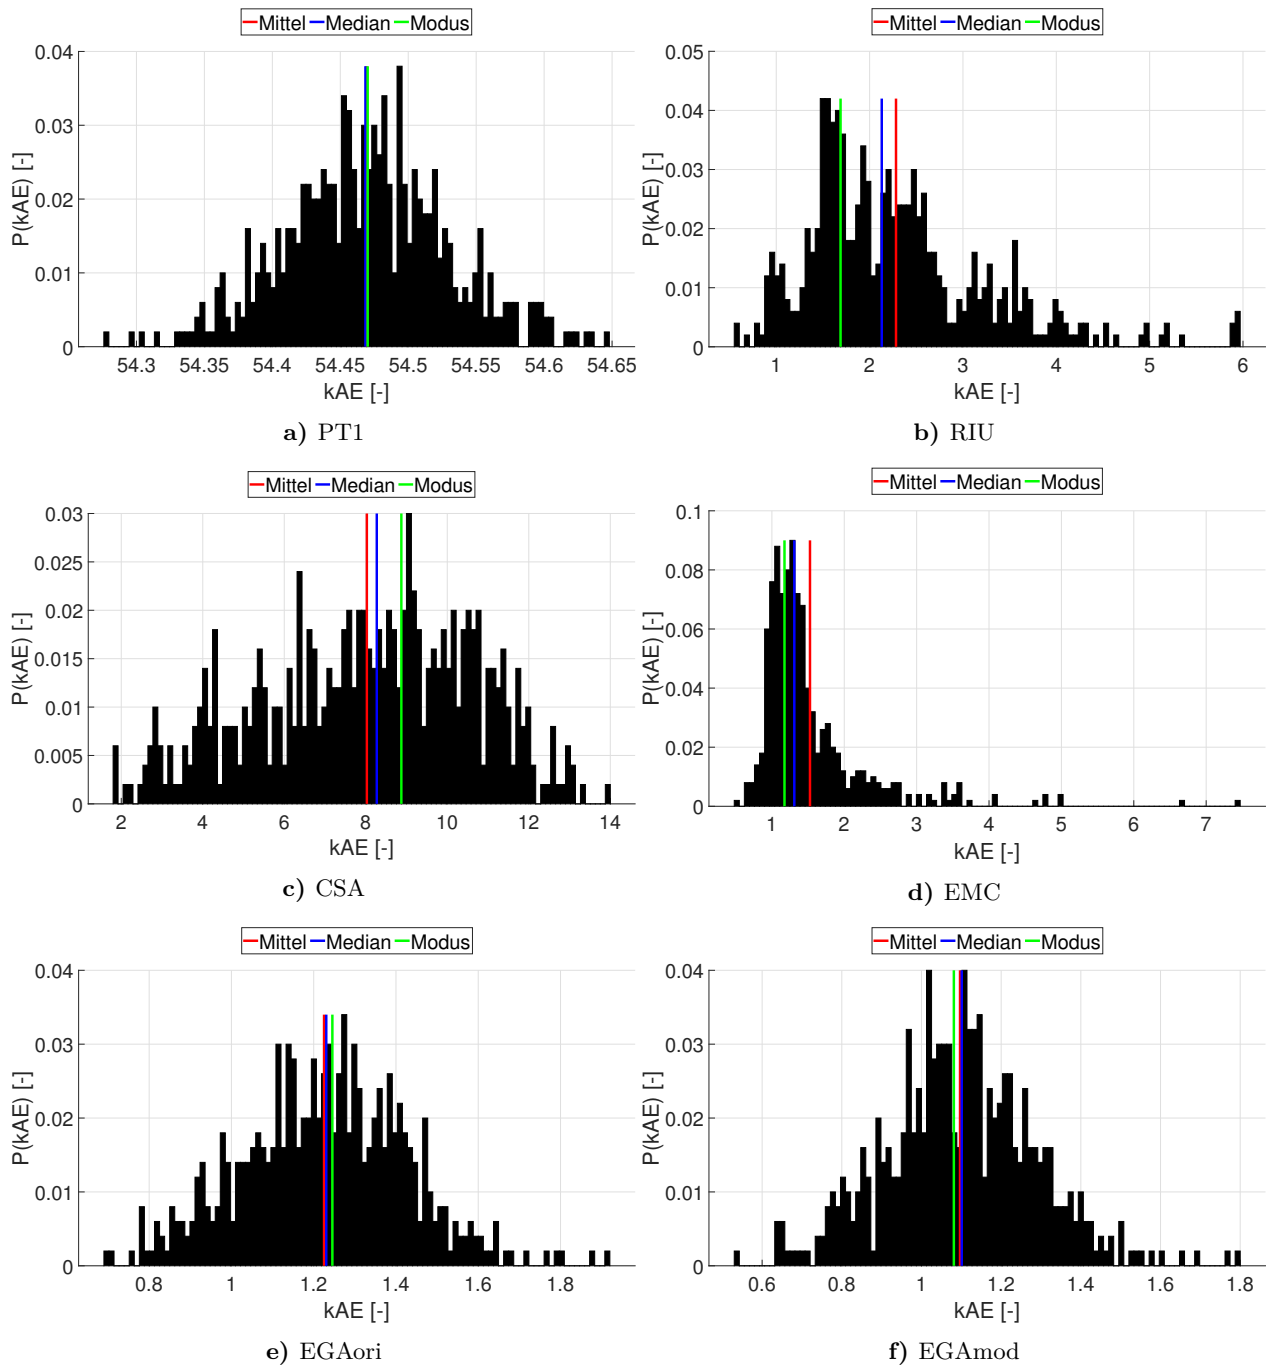 Mittel Median Modus
0.04
0.03
0.02
0.01
0
P(kAE) [-]
54.3 54.35 54.4 54.45 54.5 54.55 54.6 54.65
kAE [-]
a) PT1
Mittel Median Modus
0.05
0.04
0.03
0.02
0.01
0
P(kAE) [-]
1 2 3 4 5 6
kAE [-]
b) RIU
Mittel Median Modus
0.03
0.025
0.02
0.015
0.01
0.005
0
P(kAE) [-]
2 4 6 8 10 12 14
kAE [-]
c) CSA
Mittel Median Modus
0.1
0.08
0.06
0.04
0.02
0
P(kAE) [-]
1 2 3 4 5 6 7
kAE [-]
d) EMC
Mittel Median Modus
0.04
0.03
0.02
0.01
0
P(kAE) [-]
0.8 1 1.2 1.4 1.6 1.8
kAE [-]
e) EGAori
Mittel Median Modus
0.04
0.03
0.02
0.01
0
P(kAE) [-]
0.6 0.8 1 1.2 1.4 1.6 1.8
kAE [-]
f) EGAmod